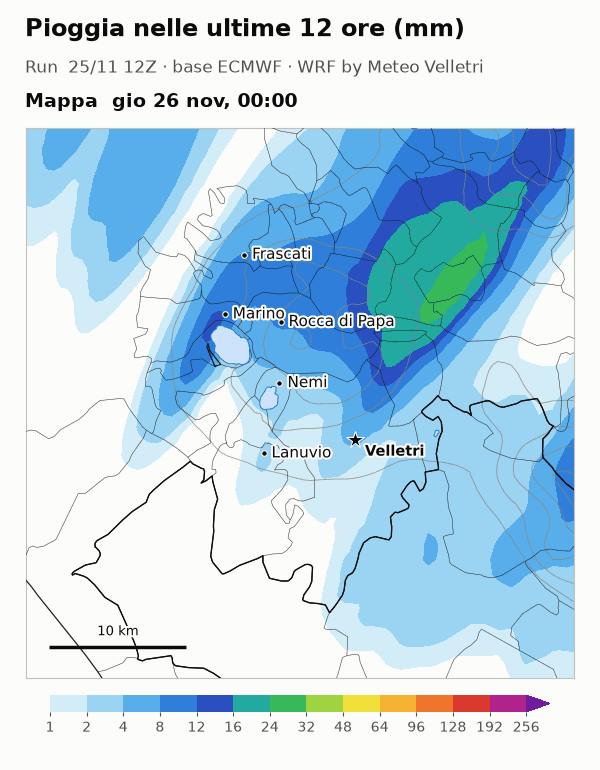 Pioggia nelle ultime 12 ore (mm)
Run 25/11 12Z · base ECMWF · WRF by Meteo Velletri
Mappa gio 26 nov, 00:00
Frascati
Marino
Rocca di Papa
Nemi
Velletri
Lanuvio
10 km
1 2 4 8 12 16 24 32 48 64 96 128 192 256